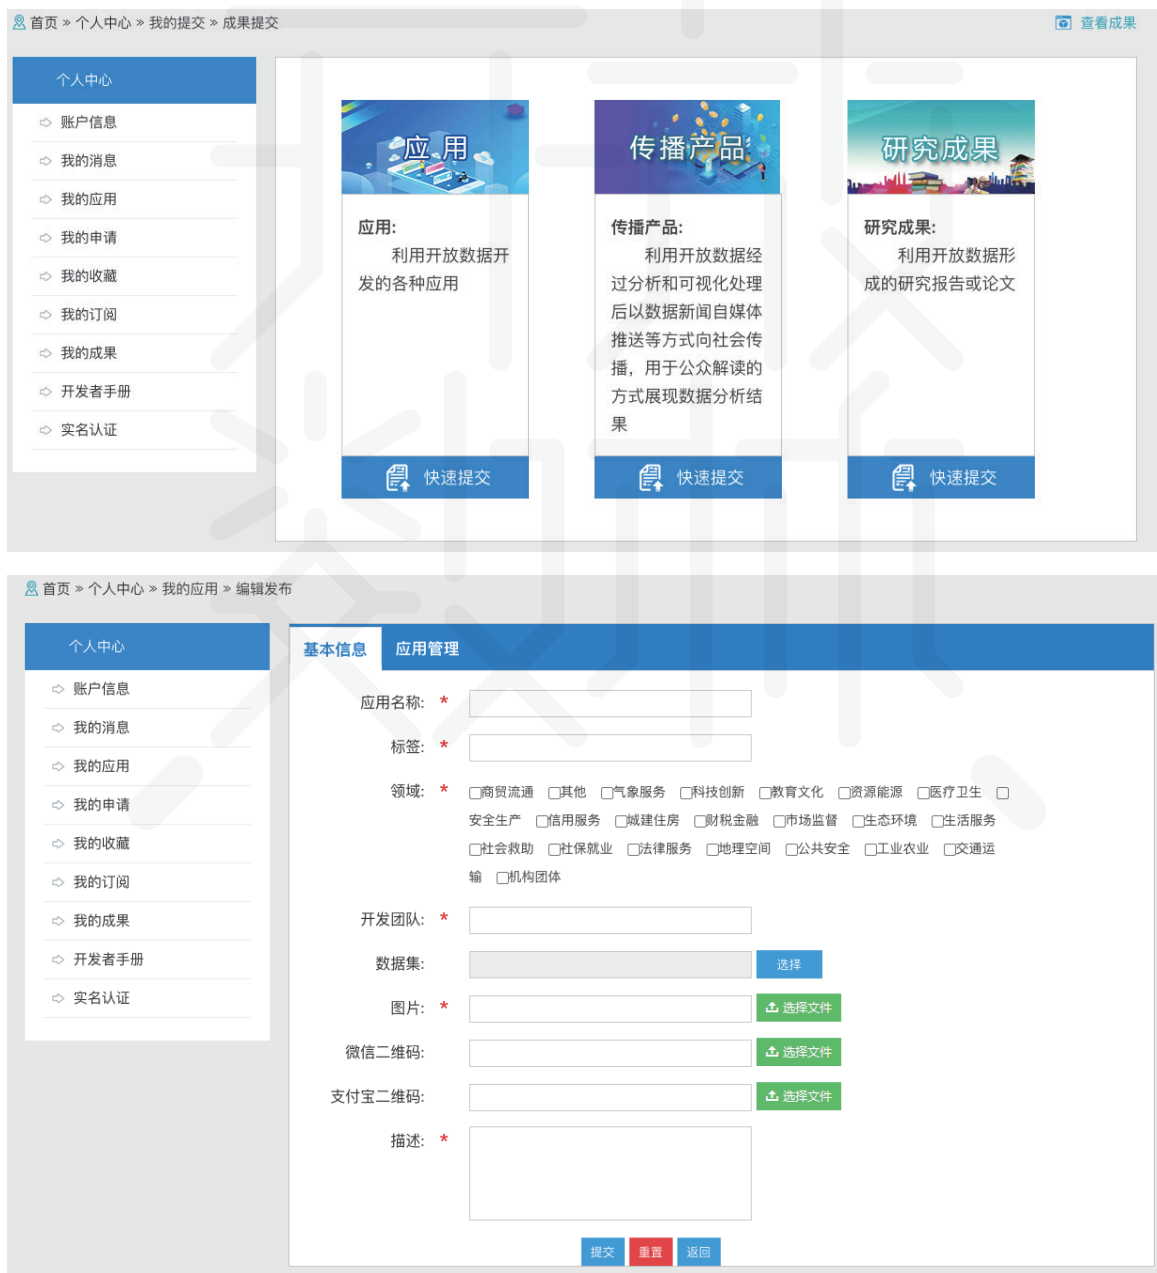 首页 » 个人中心 » 我的提交 » 成果提交
查看成果
个人中心
账户信息
我的消息
我的应用
我的申请
我的收藏
我的订阅
我的成果
开发者手册
实名认证
应用
应用:
利用开放数据开
发的各种应用
快速提交
传播产品
传播产品:
利用开放数据经
过分析和可视化处理
后以数据新闻自媒体
推送等方式向社会传
播，用于公众解读的
方式展现数据分析结
果
快速提交
研究成果
研究成果:
利用开放数据形
成的研究报告或论文
快速提交
首页 » 个人中心 » 我的应用 » 编辑发布
个人中心
账户信息
我的消息
我的应用
我的申请
我的收藏
我的订阅
我的成果
开发者手册
实名认证
基本信息 应用管理
应用名称: *
标签: *
领域: * 商贸流通 其他 气象服务 科技创新 教育文化 资源能源 医疗卫生
安全生产 信用服务 城建住房 财税金融 市场监督 生态环境 生活服务
社会救助 社保就业 法律服务 地理空间 公共安全 工业农业 交通运
输 机构团体
开发团队: *
数据集: 选择
图片: * 选择文件
微信二维码: 选择文件
支付宝二维码: 选择文件
描述: *
提交 重置 返回